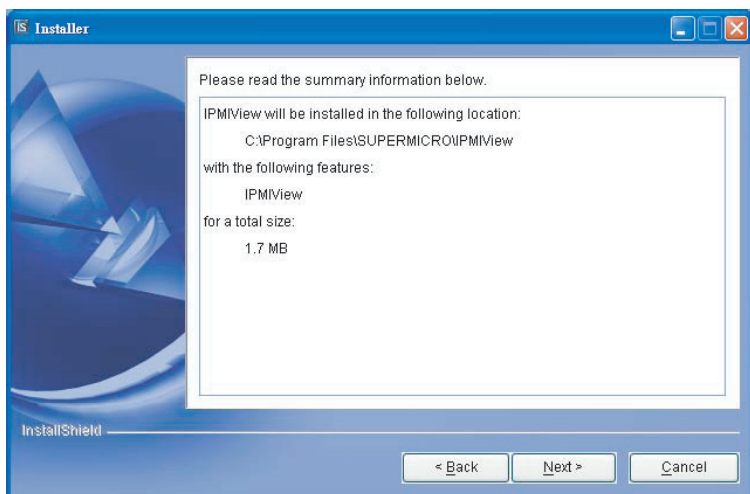 IS Installer
Please read the summary information below.
IPMIView will be installed in the following location:
C:\Program Files\SUPERMICRO\IPMIView
with the following features:
IPMIView
for a total size:
1.7 MB
InstallShield
< Back Next > Cancel